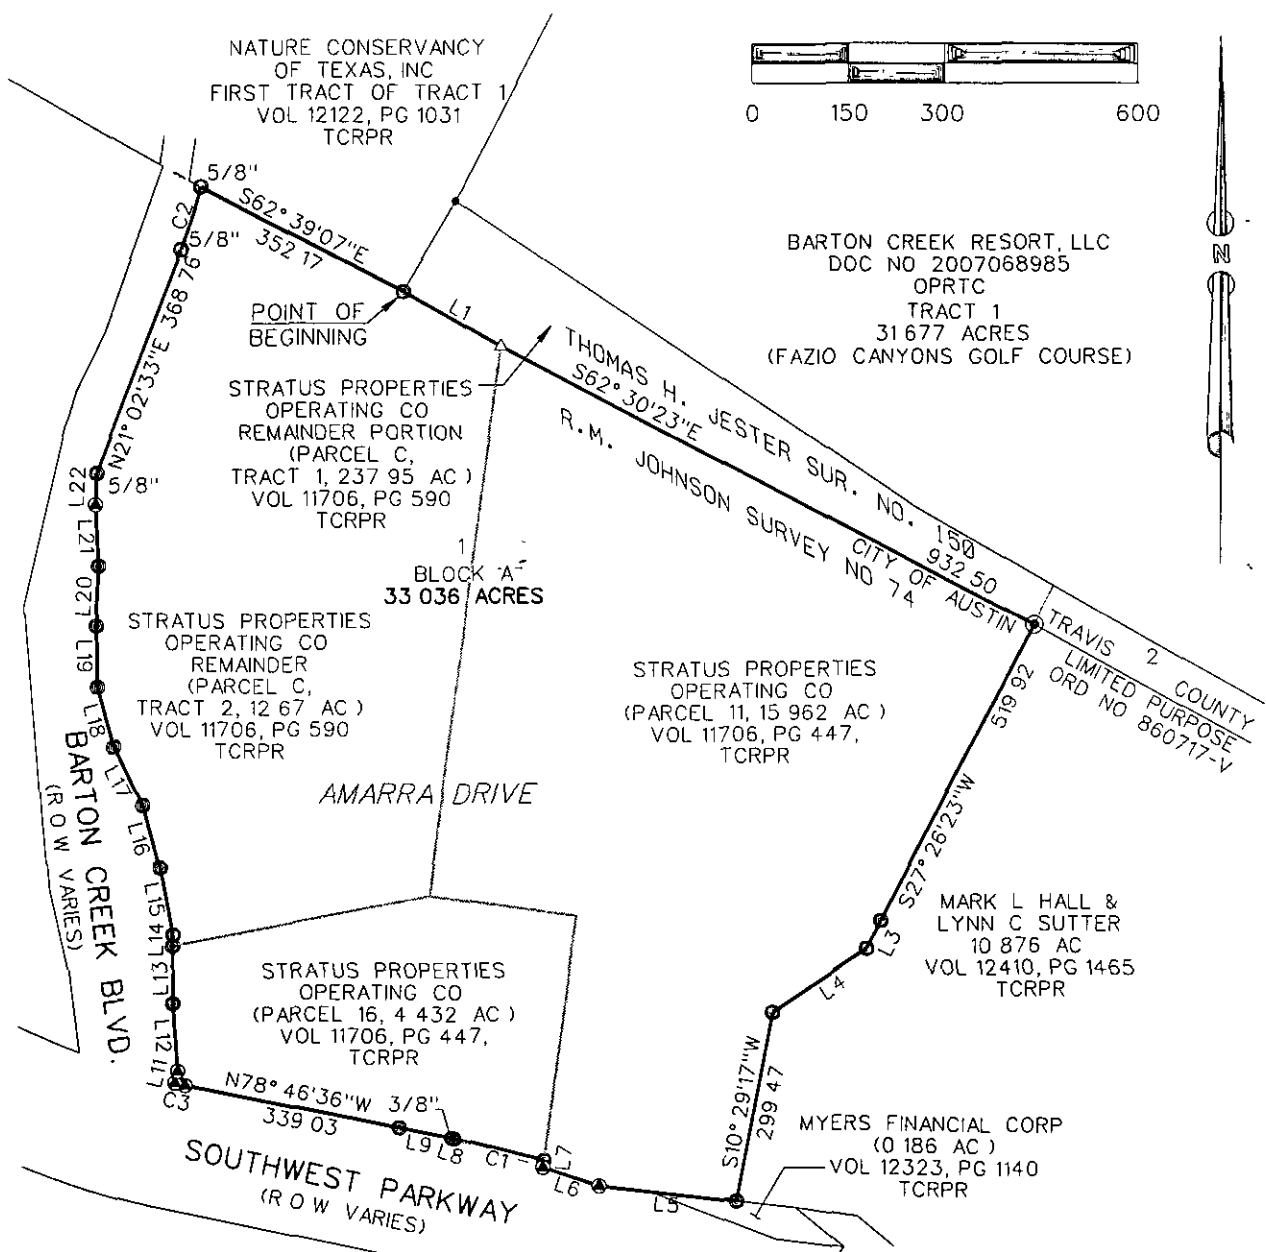 NATURE CONSERVANCY
OF TEXAS, INC
FIRST TRACT OF TRACT 1
VOL 12122, PG 1031
TCRPR
0 150 300 600
N
BARTON CREEK RESORT, LLC
DOC NO 2007068985
OPRTC
TRACT 1
31 677 ACRES
(FAZIO CANYONS GOLF COURSE)
5/8"
S62° 39'07"E
352 17
C2
5/8"
N21° 02'33"E 368 76
POINT OF
BEGINNING
L1
THOMAS H. JESTER SUR. NO. 150
S62° 30'23"E
932 50
R.M. JOHNSON SURVEY NO 74
CITY OF AUSTIN
TRAVIS 2 COUNTY
LIMITED PURPOSE
ORD NO 860717-V
STRATUS PROPERTIES
OPERATING CO
REMAINDER PORTION
(PARCEL C,
TRACT 1, 237 95 AC )
VOL 11706, PG 590
TCRPR
L22
5/8"
L21
L20
L19
L18
L17
L16
L15
L14
L13
L12
L11
C3
1
BLOCK "A"
33 036 ACRES
STRATUS PROPERTIES
OPERATING CO
REMAINDER
(PARCEL C,
TRACT 2, 12 67 AC )
VOL 11706, PG 590
TCRPR
STRATUS PROPERTIES
OPERATING CO
(PARCEL 11, 15 962 AC )
VOL 11706, PG 447,
TCRPR
BARTON CREEK BLVD.
(R O W VARIES)
AMARRA DRIVE
519 92
S27° 26'23"W
L3
L4
MARK L HALL &
LYNN C SUTTER
10 876 AC
VOL 12410, PG 1465
TCRPR
STRATUS PROPERTIES
OPERATING CO
(PARCEL 16, 4 432 AC )
VOL 11706, PG 447,
TCRPR
S10° 29'17"W
299 47
N78° 46'36"W
339 03
3/8"
L9
L8
C1
L7
L6
L5
MYERS FINANCIAL CORP
(0 186 AC )
VOL 12323, PG 1140
TCRPR
SOUTHWEST PARKWAY
(R O W VARIES)